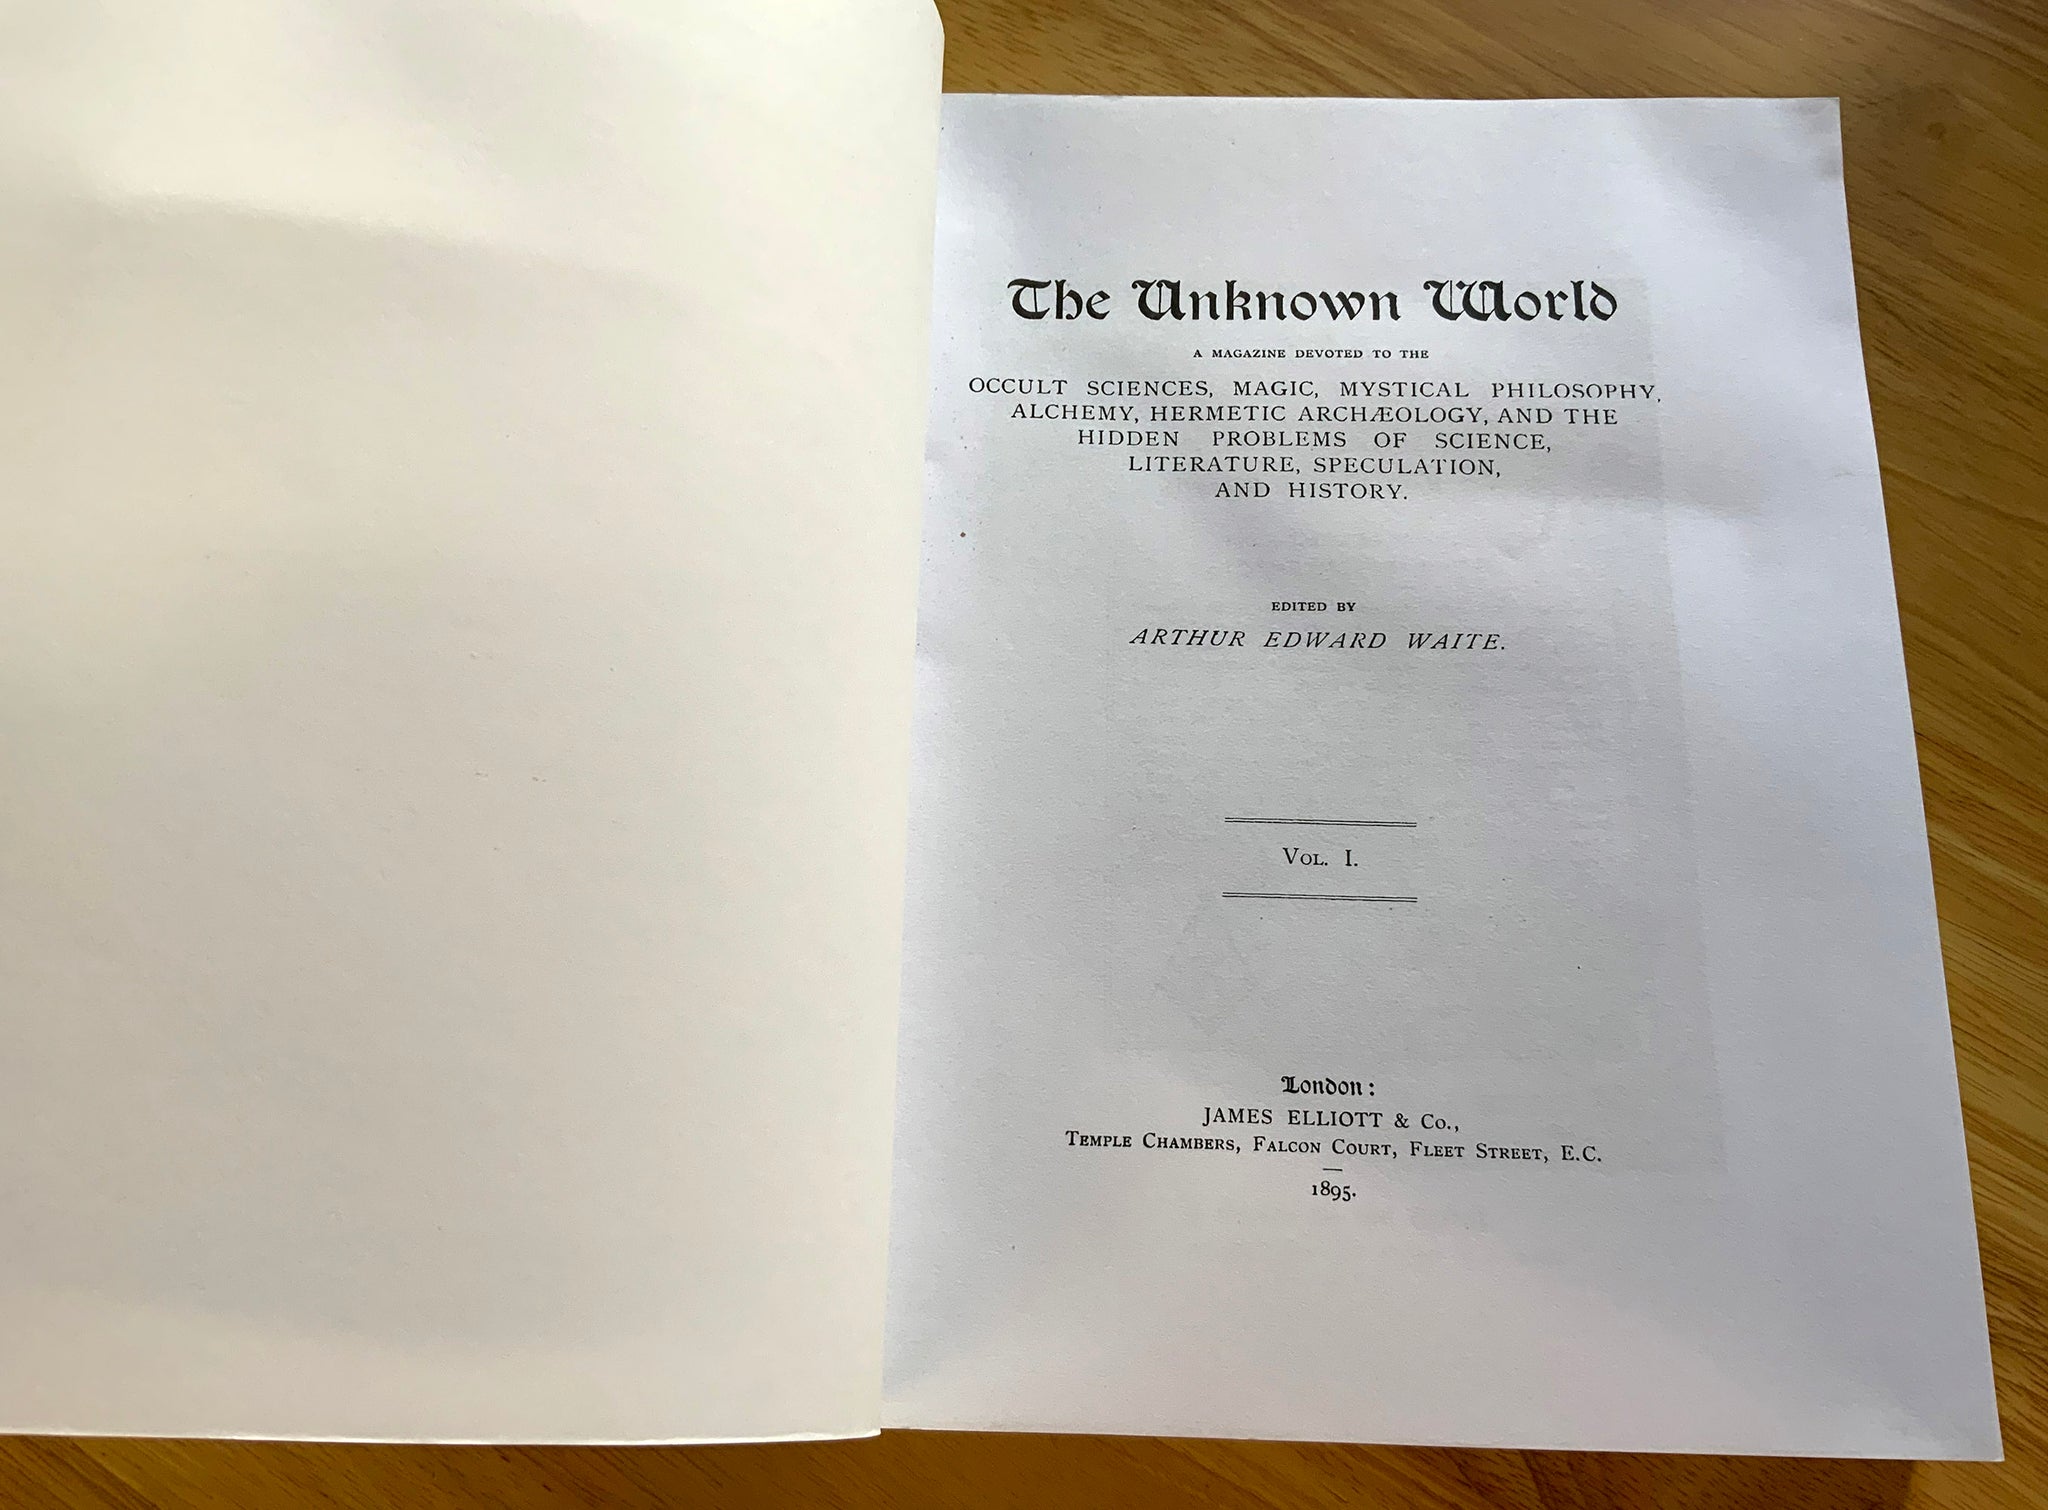 The Unknown World
A MAGAZINE DEVOTED TO THE
OCCULT SCIENCES, MAGIC, MYSTICAL PHILOSOPHY,
ALCHEMY, HERMETIC ARCHÆOLOGY, AND THE
HIDDEN PROBLEMS OF SCIENCE,
LITERATURE, SPECULATION,
AND HISTORY.
EDITED BY
ARTHUR EDWARD WAITE.
VOL. I.
London:
JAMES ELLIOTT & Co.,
TEMPLE CHAMBERS, FALCON COURT, FLEET STREET, E.C.
1895.